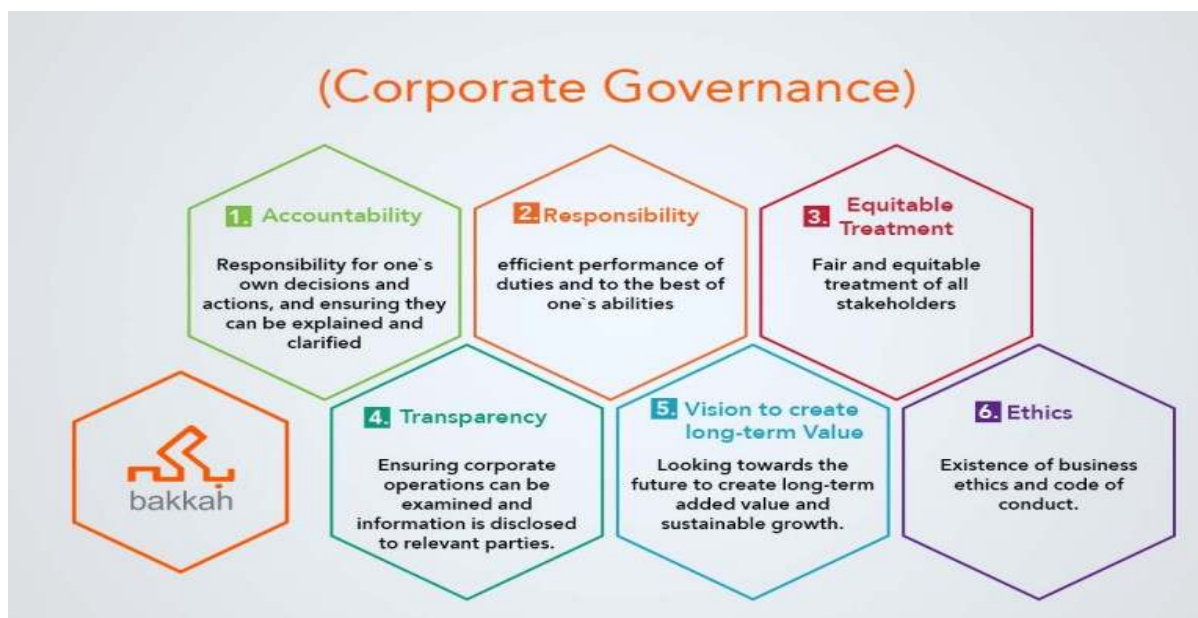 (Corporate Governance)
1. Accountability
Responsibility for one`s
own decisions and
actions, and ensuring they
can be explained and
clarified
2. Responsibility
efficient performance of
duties and to the best of
one`s abilities
3. Equitable
Treatment
Fair and equitable
treatment of all
stakeholders
بكه
bakkah
4. Transparency
Ensuring corporate
operations can be
examined and
information is disclosed
to relevant parties.
5. Vision to create
long-term Value
Looking towards the
future to create long-term
added value and
sustainable growth.
6. Ethics
Existence of business
ethics and code of
conduct.